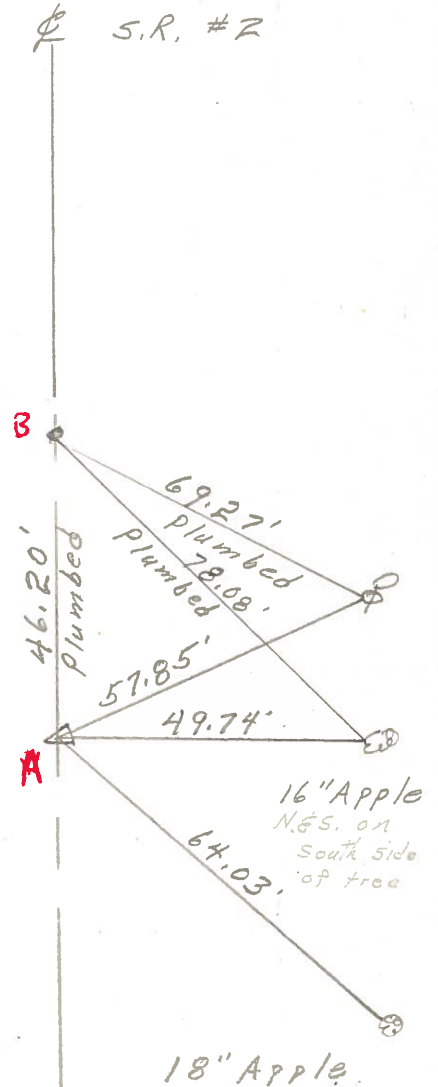 ℄ S.R. #2
B
69.27'
plumbed
78.08'
plumbed
46.20'
Plumbed
57.85'
49.74'
A
16" Apple
N.&S. on
South side
of tree
64.03'
18" Apple